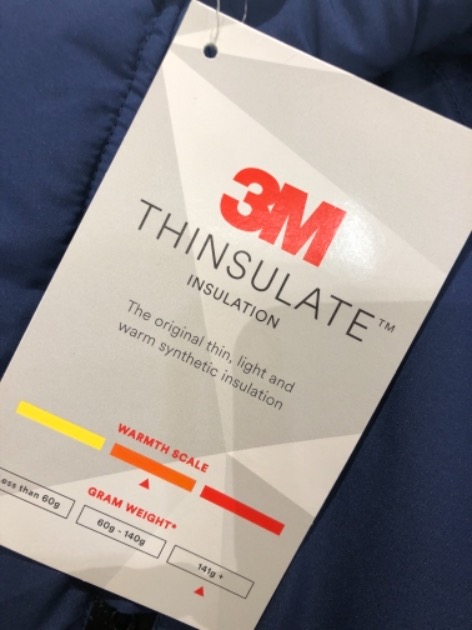 3M
THINSULATE™
INSULATION
The original thin, light and
warm synthetic insulation
WARMTH SCALE
GRAM WEIGHT*
ess than 60g
60g - 140g
141g +